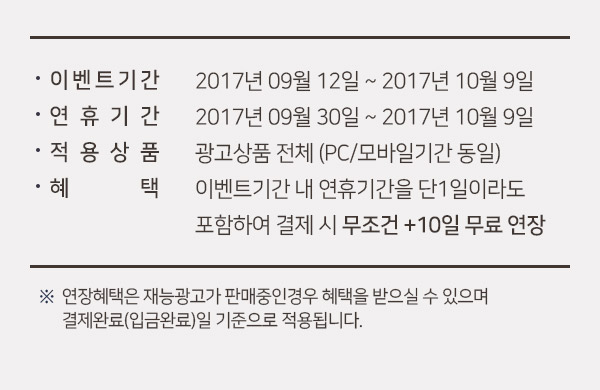 · 이벤트기간 2017년 09월 12일 ~ 2017년 10월 9일
· 연휴기간 2017년 09월 30일 ~ 2017년 10월 9일
· 적용상품 광고상품 전체 (PC/모바일기간 동일)
· 혜택 이벤트기간 내 연휴기간을 단1일이라도
포함하여 결제 시 무조건 +10일 무료 연장
※ 연장혜택은 재능광고가 판매중인경우 혜택을 받으실 수 있으며
결제완료(입금완료)일 기준으로 적용됩니다.